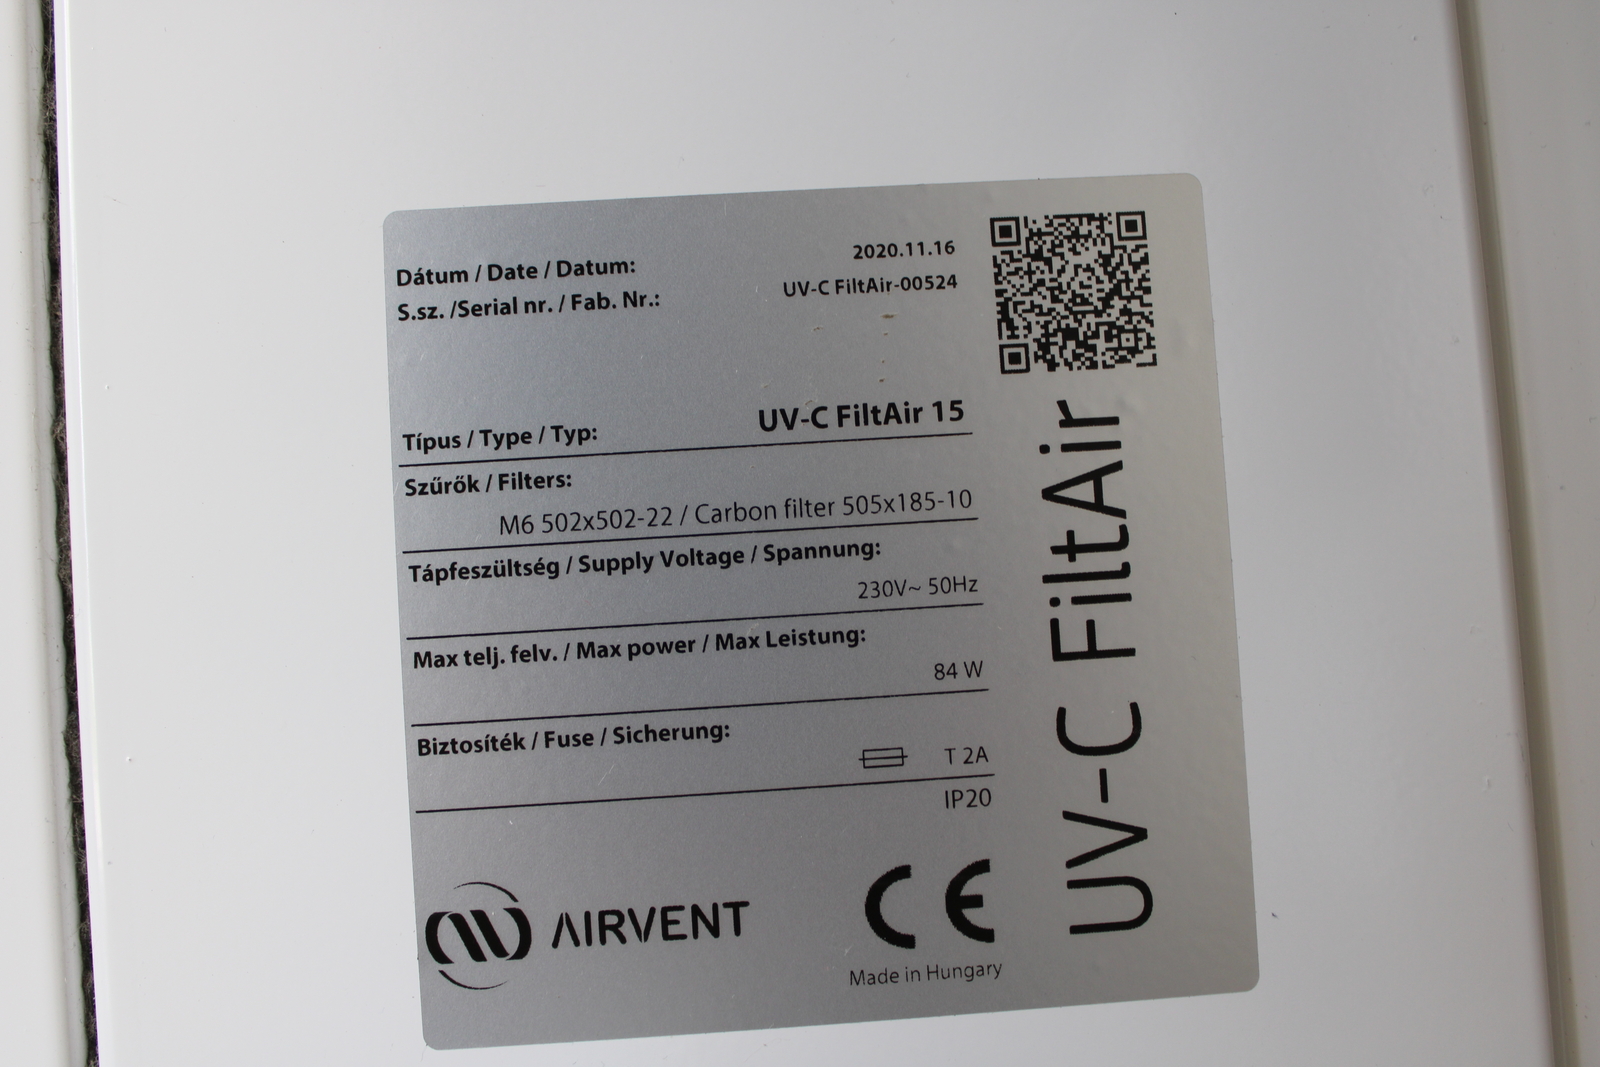 Dátum / Date / Datum: 2020.11.16
S.sz. /Serial nr. / Fab. Nr.: UV-C FiltAir-00524
Típus / Type / Typ: UV-C FiltAir 15
Szűrők / Filters:
M6 502x502-22 / Carbon filter 505x185-10
Tápfeszültség / Supply Voltage / Spannung:
230V~ 50Hz
Max telj. felv. / Max power / Max Leistung:
84 W
Biztosíték / Fuse / Sicherung:
T 2A
IP20
AIRVENT
CE
Made in Hungary
UV-C FiltAir